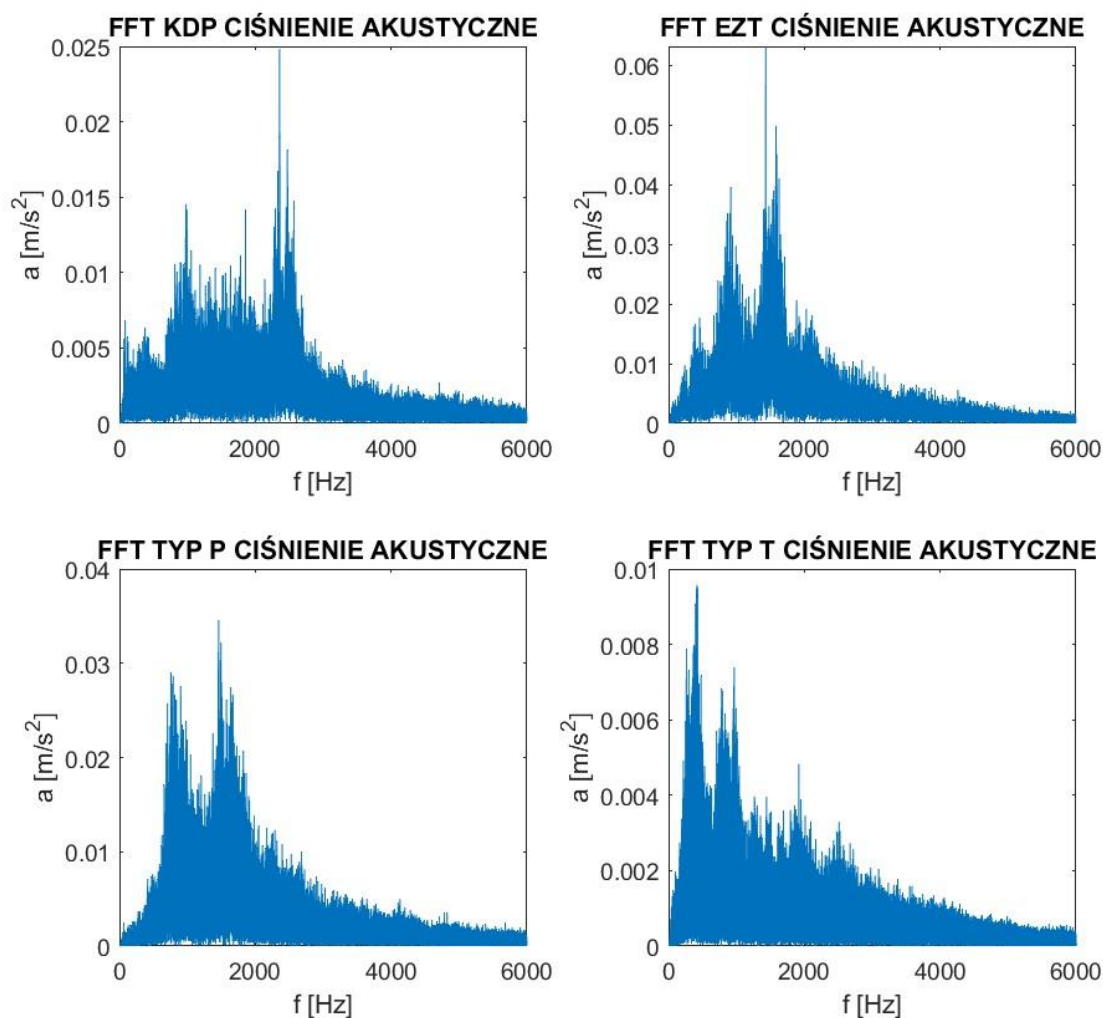 FFT KDP CIŚNIENIE AKUSTYCZNE
0.025
0.02
0.015
0.01
0.005
0
a [m/s²]
0 2000 4000 6000
f [Hz]
FFT EZT CIŚNIENIE AKUSTYCZNE
0.06
0.05
0.04
0.03
0.02
0.01
0
a [m/s²]
0 2000 4000 6000
f [Hz]
FFT TYP P CIŚNIENIE AKUSTYCZNE
0.04
0.03
0.02
0.01
0
a [m/s²]
0 2000 4000 6000
f [Hz]
FFT TYP T CIŚNIENIE AKUSTYCZNE
0.01
0.008
0.006
0.004
0.002
0
a [m/s²]
0 2000 4000 6000
f [Hz]